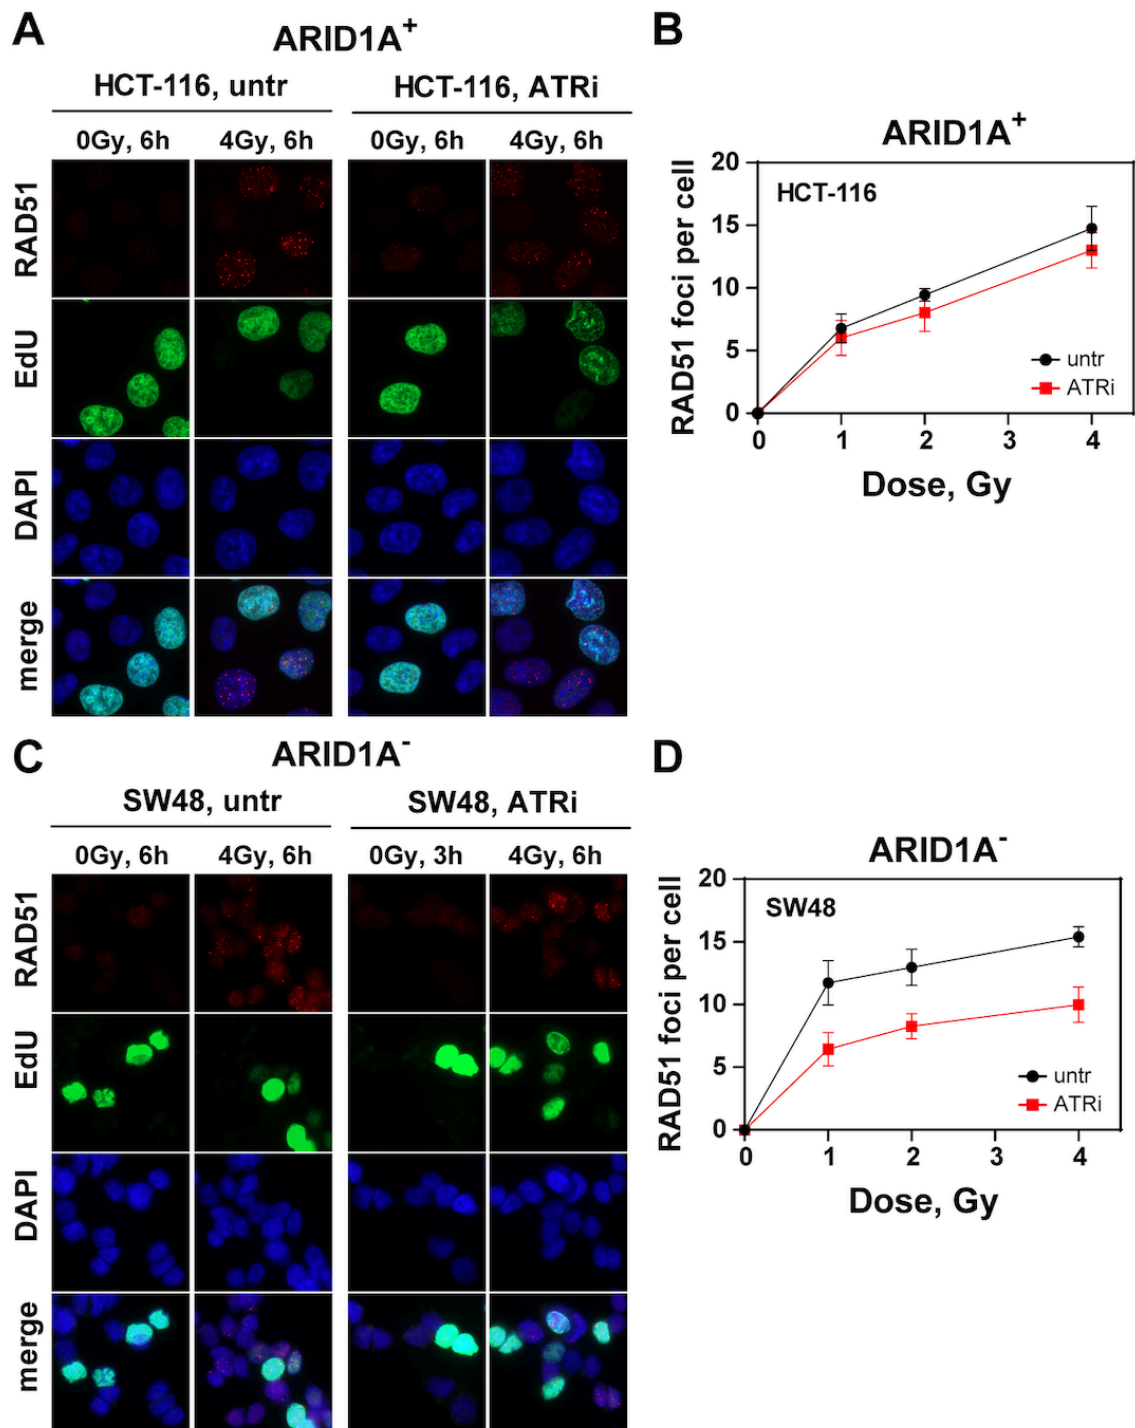 A
ARID1A+
HCT-116, untr
HCT-116, ATRi
0Gy, 6h
4Gy, 6h
0Gy, 6h
4Gy, 6h
RAD51
EdU
DAPI
merge
B
ARID1A+
RAD51 foci per cell
20
15
10
5
0
HCT-116
untr
ATRi
0 1 2 3 4
Dose, Gy
C
ARID1A-
SW48, untr
SW48, ATRi
0Gy, 6h
4Gy, 6h
0Gy, 3h
4Gy, 6h
RAD51
EdU
DAPI
merge
D
ARID1A-
RAD51 foci per cell
20
15
10
5
0
SW48
untr
ATRi
0 1 2 3 4
Dose, Gy